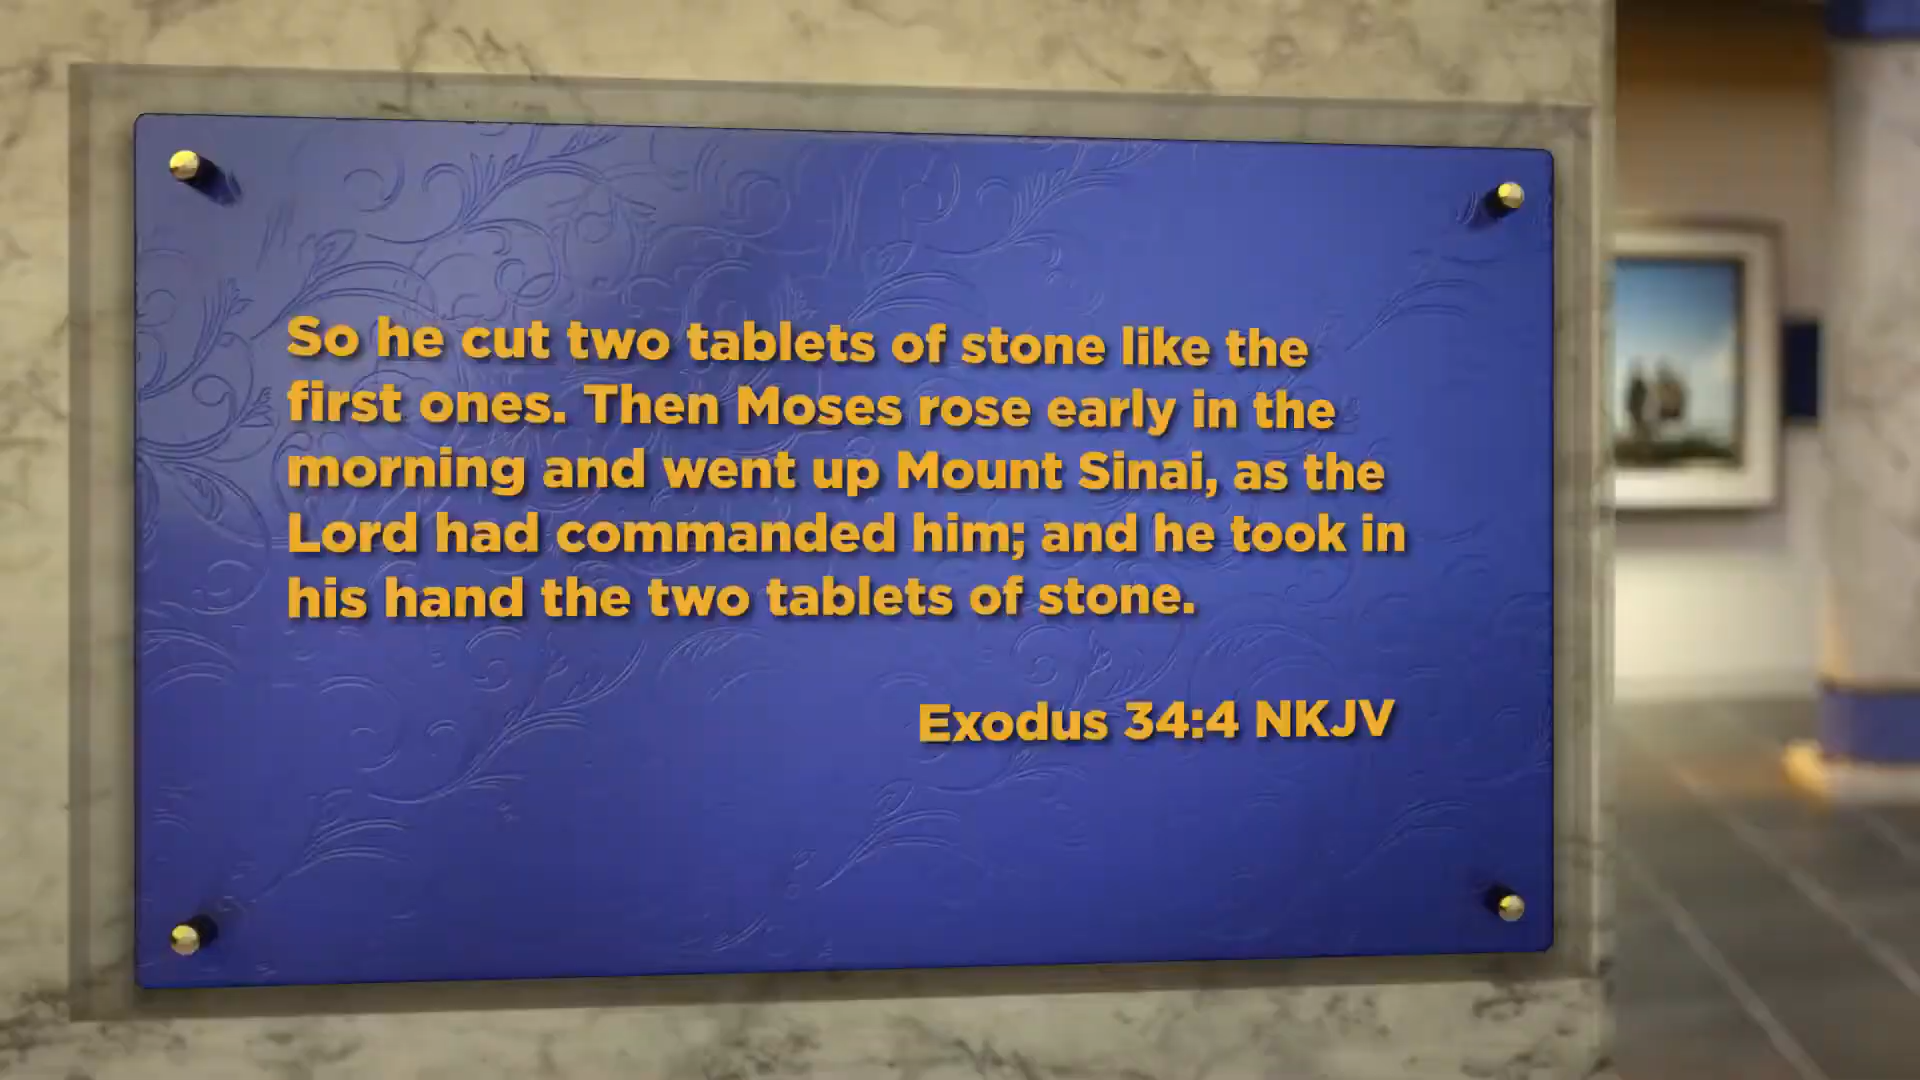 So he cut two tablets of stone like the
first ones. Then Moses rose early in the
morning and went up Mount Sinai, as the
Lord had commanded him; and he took in
his hand the two tablets of stone.
Exodus 34:4 NKJV